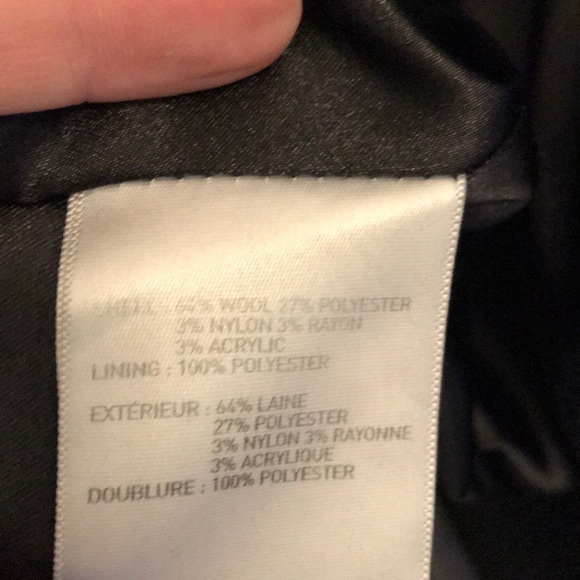 SHELL : 64% WOOL 27% POLYESTER
3% NYLON 3% RAYON
3% ACRYLIC
LINING : 100% POLYESTER
EXTÉRIEUR : 64% LAINE
27% POLYESTER
3% NYLON 3% RAYONNE
3% ACRYLIQUE
DOUBLURE : 100% POLYESTER